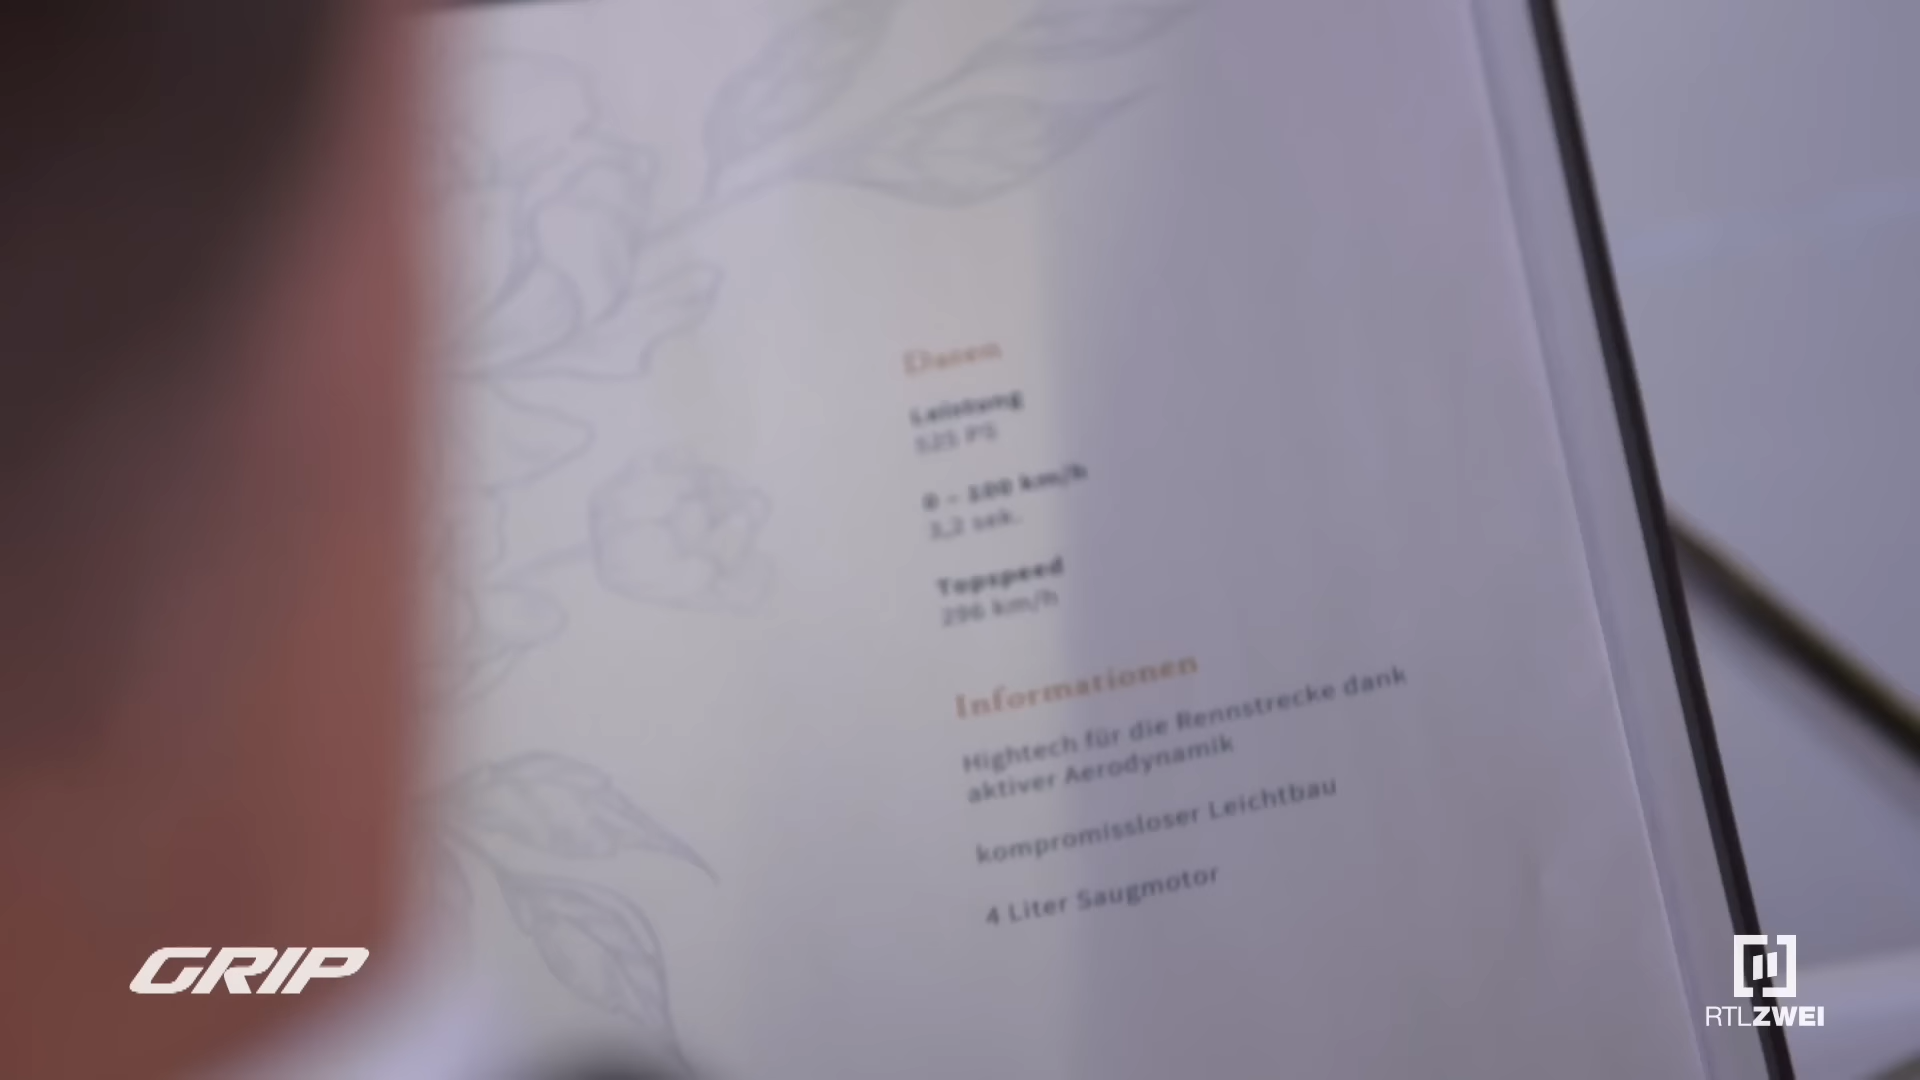 Daten
Leistung
525 PS
0 – 100 km/h
3,2 sek.
Topspeed
296 km/h
Informationen
Hightech für die Rennstrecke dank
aktiver Aerodynamik
kompromissloser Leichtbau
4 Liter Saugmotor
GRIP
RTLZWEI